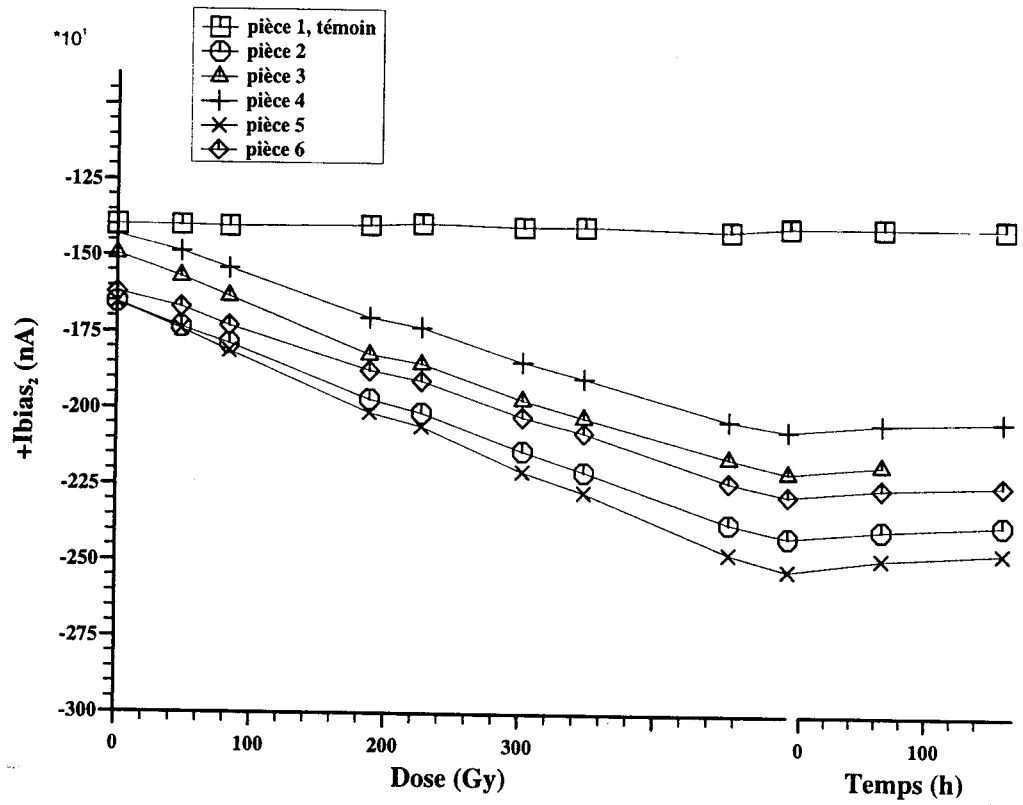 *10¹
pièce 1, témoin
pièce 2
pièce 3
pièce 4
pièce 5
pièce 6
-125
-150
-175
-200
-225
-250
-275
-300
+Ibias₂ (nA)
0 100 200 300 0 100
Dose (Gy) Temps (h)